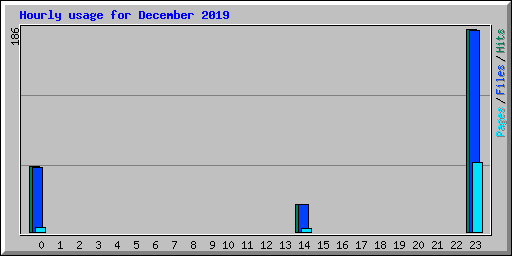 Hourly usage for December 2019
186
Pages/Files/Hits
0 1 2 3 4 5 6 7 8 9 10 11 12 13 14 15 16 17 18 19 20 21 22 23